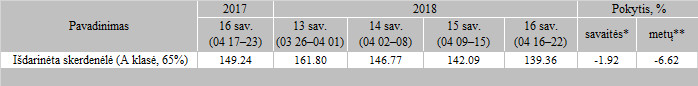 Pavadinimas 2017 2018 Pokytis, %
16 sav. (04 17–23) 13 sav. (03 26–04 01) 14 sav. (04 02–08) 15 sav. (04 09–15) 16 sav. (04 16–22) savaitės* metų**
Išdarinėta skerdenėlė (A klasė, 65%) 149.24 161.80 146.77 142.09 139.36 -1.92 -6.62